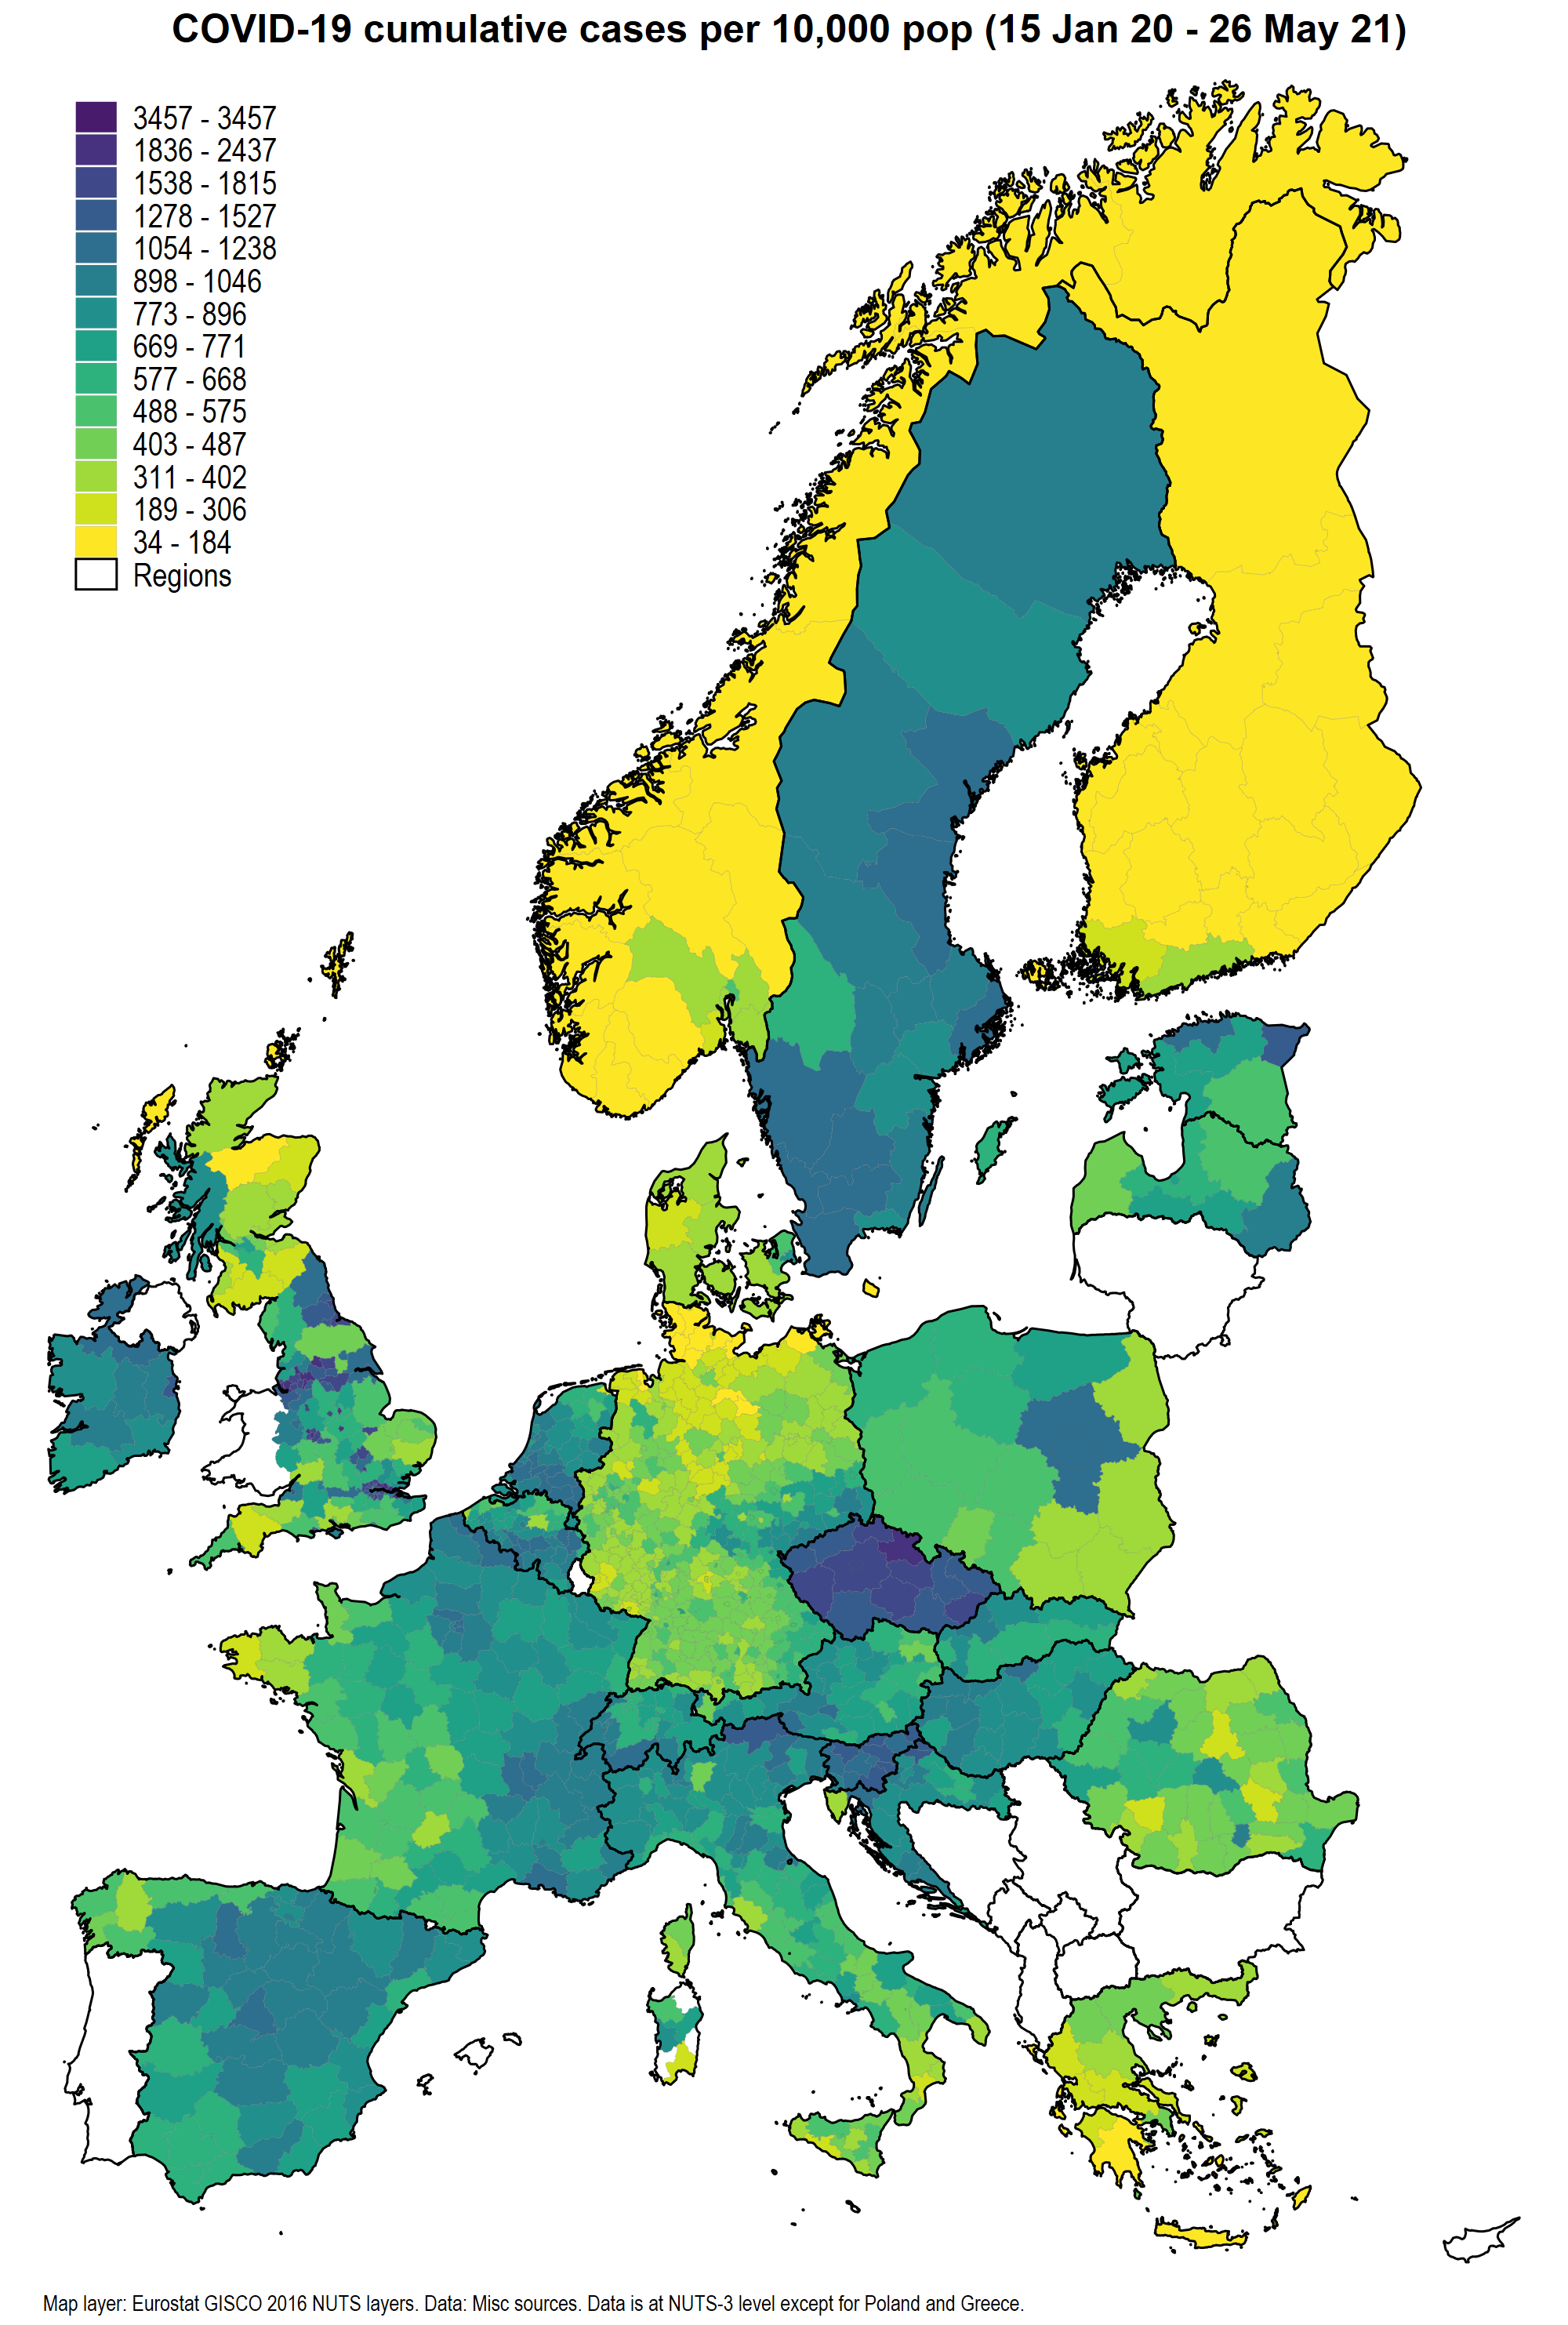 COVID-19 cumulative cases per 10,000 pop (15 Jan 20 - 26 May 21)
3457 - 3457
1836 - 2437
1538 - 1815
1278 - 1527
1054 - 1238
898 - 1046
773 - 896
669 - 771
577 - 668
488 - 575
403 - 487
311 - 402
189 - 306
34 - 184
Regions
Map layer: Eurostat GISCO 2016 NUTS layers. Data: Misc sources. Data is at NUTS-3 level except for Poland and Greece.